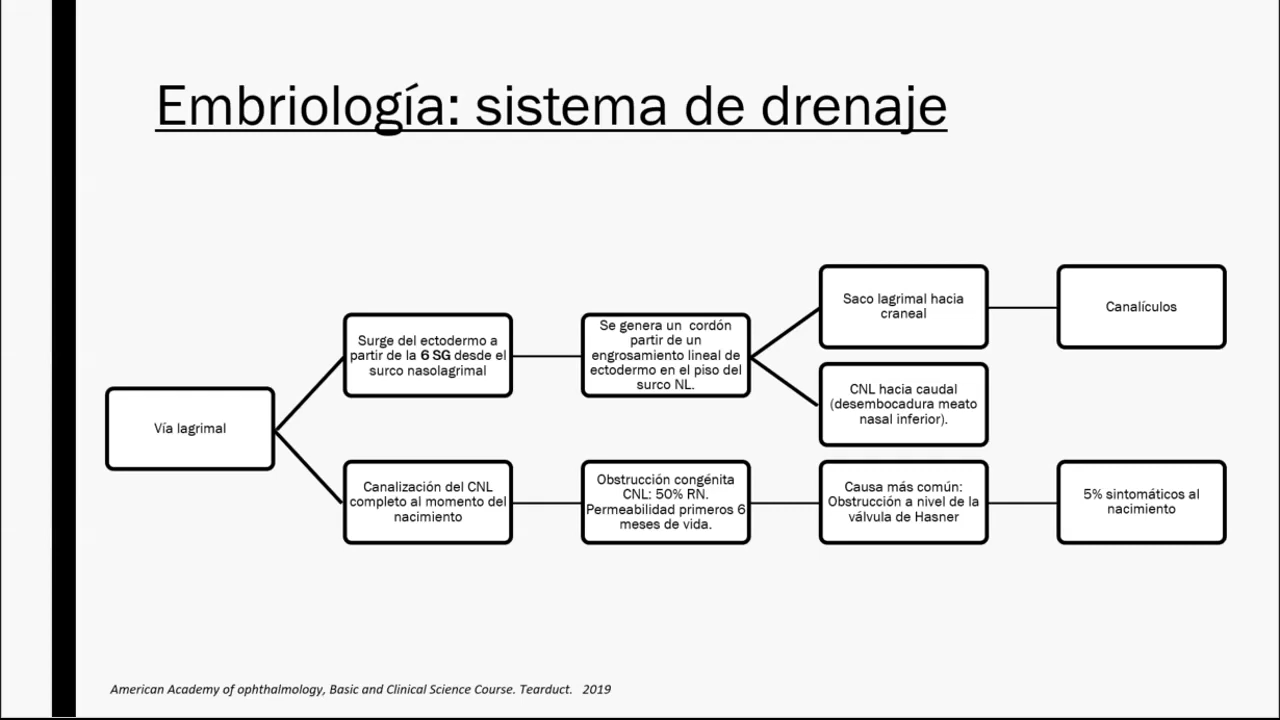 Embriología: sistema de drenaje
Vía lagrimal
Surge del ectodermo a
partir de la 6 SG desde el
surco nasolagrimal
Se genera un cordón
partir de un
engrosamiento lineal de
ectodermo en el piso del
surco NL.
Saco lagrimal hacia
craneal
Canalículos
CNL hacia caudal
(desembocadura meato
nasal inferior).
Canalización del CNL
completo al momento del
nacimiento
Obstrucción congénita
CNL: 50% RN.
Permeabilidad primeros 6
meses de vida.
Causa más común:
Obstrucción a nivel de la
válvula de Hasner
5% sintomáticos al
nacimiento
American Academy of ophthalmology, Basic and Clinical Science Course. Tearduct. 2019